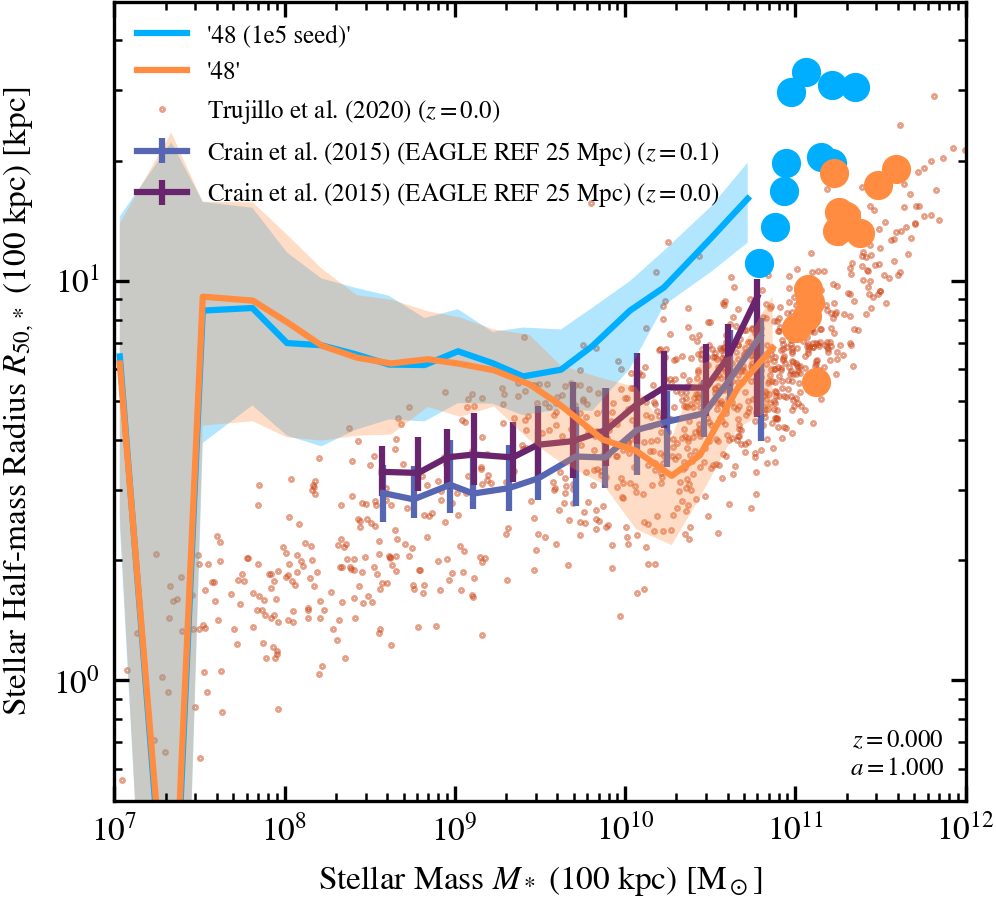 '48 (1e5 seed)'
'48'
Trujillo et al. (2020) (z = 0.0)
Crain et al. (2015) (EAGLE REF 25 Mpc) (z = 0.1)
Crain et al. (2015) (EAGLE REF 25 Mpc) (z = 0.0)
Stellar Half-mass Radius R₅₀,∗ (100 kpc) [kpc]
10¹
10⁰
z = 0.000
a = 1.000
10⁷ 10⁸ 10⁹ 10¹⁰ 10¹¹ 10¹²
Stellar Mass M∗ (100 kpc) [M⊙]